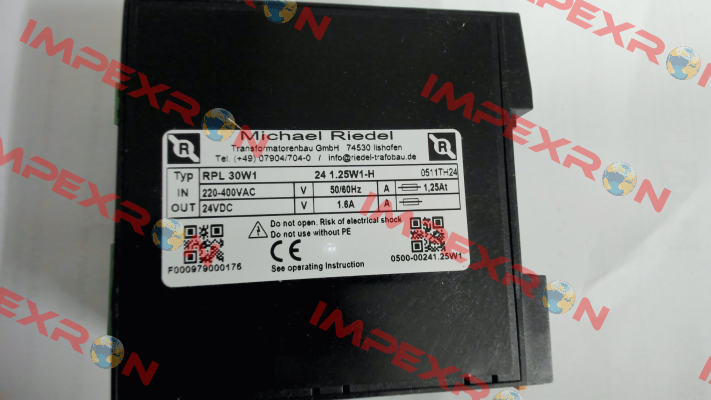 Michael Riedel
Transformatorenbau GmbH 74530 Ilshofen
Tel. (+49) 07904/704-0 / info@riedel-trafobau.de
R
R
Typ RPL 30W1 24 1.25W1-H 0511TH24
IN 220-400VAC V 50/60Hz A 1,25At
OUT 24VDC V 1.6A A
Do not open. Risk of electrical shock
Do not use without PE
CE
See operating Instruction
F000979000176
0500-00241.25W1
IMPEXRON
IMPEXRON
IMPEXRON
IMPEXRON
IMPEXRON